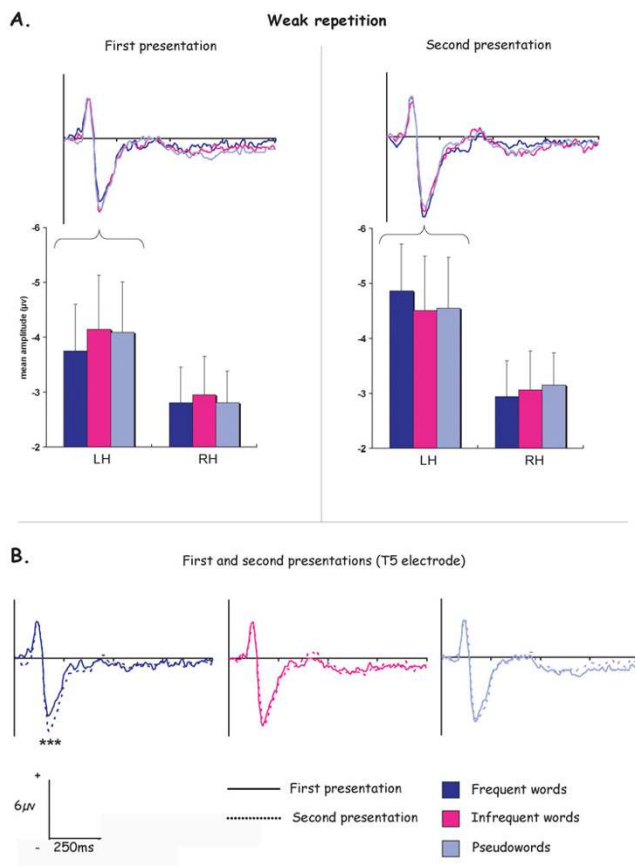 A.
Weak repetition
First presentation
Second presentation
-6
-5
-4
-3
-2
mean amplitude (µv)
LH
RH
-6
-5
-4
-3
-2
LH
RH
B.
First and second presentations (T5 electrode)
***
+
6µv
-
250ms
First presentation
Second presentation
Frequent words
Infrequent words
Pseudowords